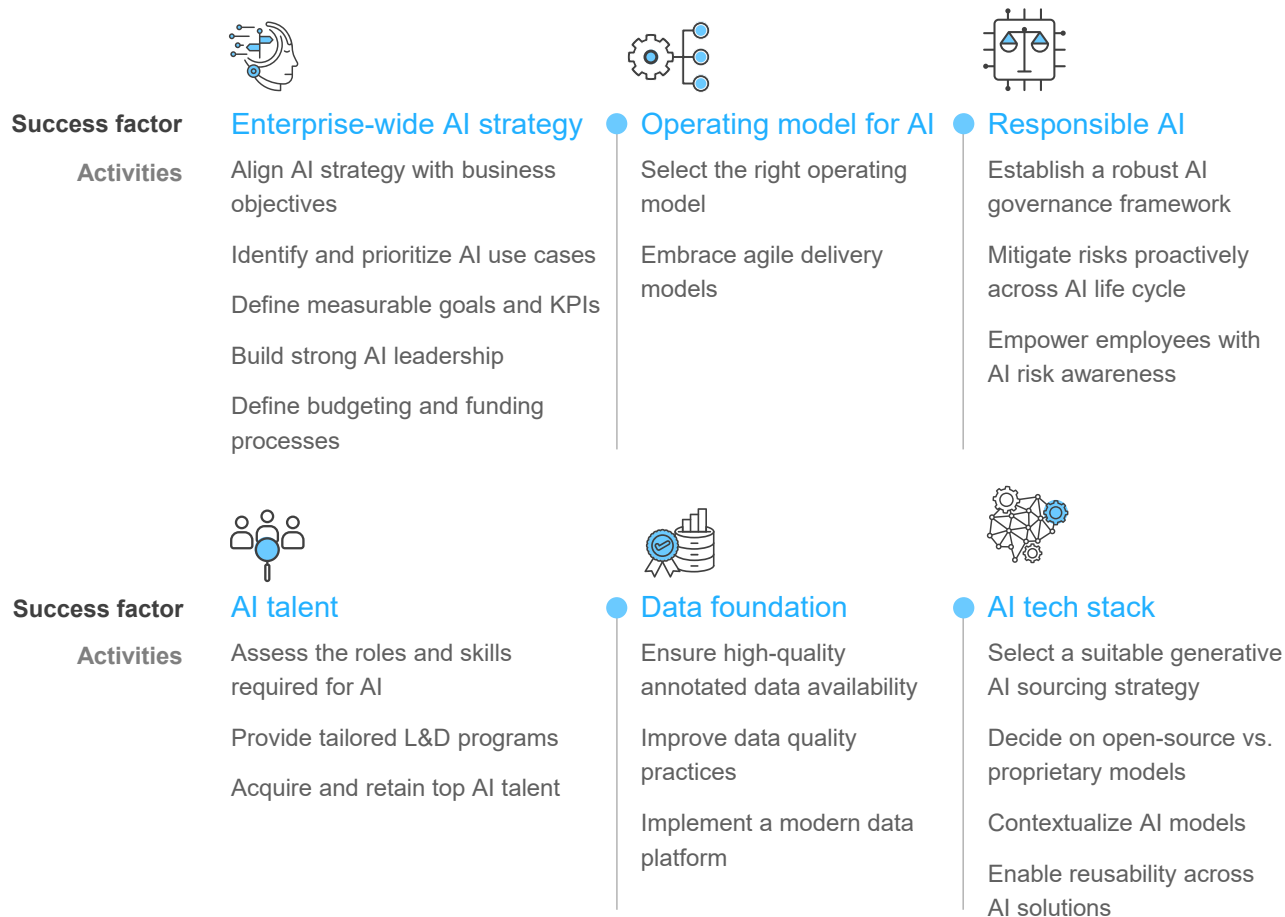 Success factor
Activities
Enterprise-wide AI strategy
Align AI strategy with business
objectives
Identify and prioritize AI use cases
Define measurable goals and KPIs
Build strong AI leadership
Define budgeting and funding
processes
Operating model for AI
Select the right operating
model
Embrace agile delivery
models
Responsible AI
Establish a robust AI
governance framework
Mitigate risks proactively
across AI life cycle
Empower employees with
AI risk awareness
Success factor
Activities
AI talent
Assess the roles and skills
required for AI
Provide tailored L&D programs
Acquire and retain top AI talent
Data foundation
Ensure high-quality
annotated data availability
Improve data quality
practices
Implement a modern data
platform
AI tech stack
Select a suitable generative
AI sourcing strategy
Decide on open-source vs.
proprietary models
Contextualize AI models
Enable reusability across
AI solutions